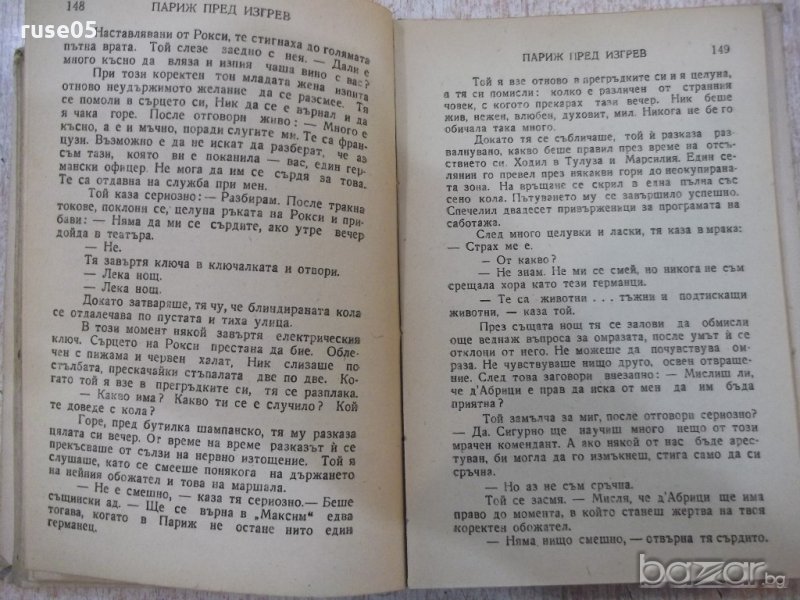 ruse05
148 ПАРИЖ ПРЕД ИЗГРЕВ
Наставлявани от Рокси, те стигнаха до голямата
пътна врата. Той слезе заедно с нея. — Дали е
много късно да вляза и изпия чаша вино с вас?
При този коректен тон младата жена изпита
отново неудържимото желание да се разсмее. Тя
се помоли в сърцето си, Ник да се е върнал и да
я чака горе. После отговори живо: — Много е
късно, а е и мъчно, поради слугите ми. Те са фран-
цузи. Възможно е да не искат да разберат, че аз
съм тази, която ви е поканила — вас, един гер-
мански офицер. Не мога да им се сърдя за това.
Те са отдавна на служба при мен.
Той каза сериозно: — Разбирам. После тракна
токове, поклони се, целуна ръката на Рокси и при-
бави: — Няма да ми се сърдите, ако утре вечер
дойда в театъра.
— Не.
Тя завъртя ключа в ключалката и отвори.
— Лека нощ.
— Лека нощ.
Докато затваряше, тя чу, че блиндираната кола
се отдалечава по пустата и тиха улица.
В този момент някой завъртя електрическия
ключ. Сърцето на Рокси престана да бие. Обле-
чен с пижама и червен халат, Ник слизаше по
стълбата, прескачайки стъпалата две по две. Ко-
гато той я взе в прегръдките си, тя се разплака.
— Какво има? Какво ти се е случило? Кой
те доведе с кола?
Горе, пред бутилка шампанско, тя му разказа
цялата си вечер. От време на време разказът ѝ се
прекъсваше от сълзи на нервно изтощение. Той я
слушаше, като се смееше понякога на държането
на нейния обожател и това на маршала.
— Не е смешно, — каза тя сериозно. — Беше
същински ад. — Ще се върна в „Максим“ едва
тогава, когато в Париж не остане нито един
германец.
ПАРИЖ ПРЕД ИЗГРЕВ 149
Той я взе отново в прегръдките си и я целуна,
а тя си помисли: колко е различен от странния
човек, с когото прекарах тази вечер. Ник беше
жив, нежен, влюбен, духовит, мил. Никога не бе го
обичала така много.
Докато тя се събличаше, той ѝ разказа раз-
вълнувано, какво беше правил през време на отсъ-
ствието си. Ходил в Тулуза и Марсилия. Един се-
лянин го превел през някакви гори до неокупирана-
та зона. На връщане се скрил в една пълна със
сено кола. Пътуването му се завършило успешно.
Спечелил двадесет привърженици за програмата на
саботажа.
След много целувки и ласки, тя каза в мрака:
— Страх ме е.
— От какво?
— Не знам. Не ми се смей, но никога не съм
срещала хора като тези германци.
— Те са животни . . . тъжни и подтискащи
животни, — каза той.
През същата нощ тя се залови да обмисли
още веднаж въпроса за омразата, после умът ѝ се
отклони от него. Не можеше да почувствува ом-
раза. Не чувствуваше нищо друго, освен отвраще-
ние. След това заговори внезапно: — Мислиш ли,
че д'Абрици е прав да иска от мен да им бъда
приятна?
Той замълча за миг, после отговори сериозно?
— Да. Сигурно ще научиш много нещо от този
мрачен комендант. А ако някой от нас бъде арес-
туван, би могла да го измъкнеш, стига само да си
сръчна.
— Но аз не съм сръчна.
Той се засмя. — Мисля, че д'Абрици ще има
право до момента, в който станеш жертва на твоя
коректен обожател.
— Няма нищо смешно, — отвърна тя сърдито.
bazar.bg